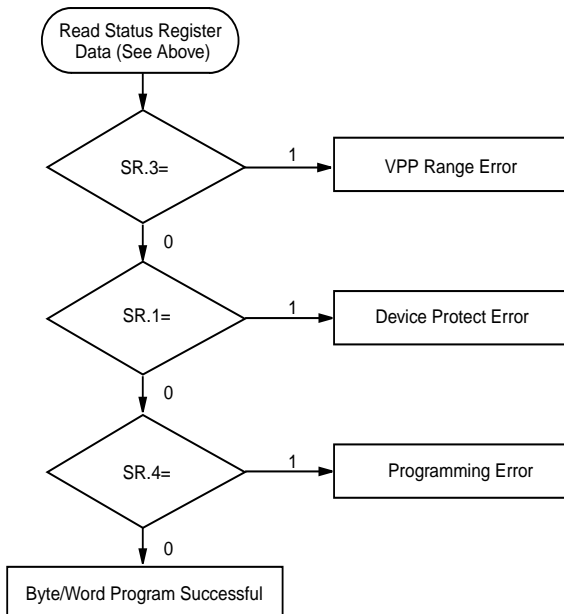 Read Status Register
Data (See Above)
SR.3=
1
VPP Range Error
0
SR.1=
1
Device Protect Error
0
SR.4=
1
Programming Error
0
Byte/Word Program Successful